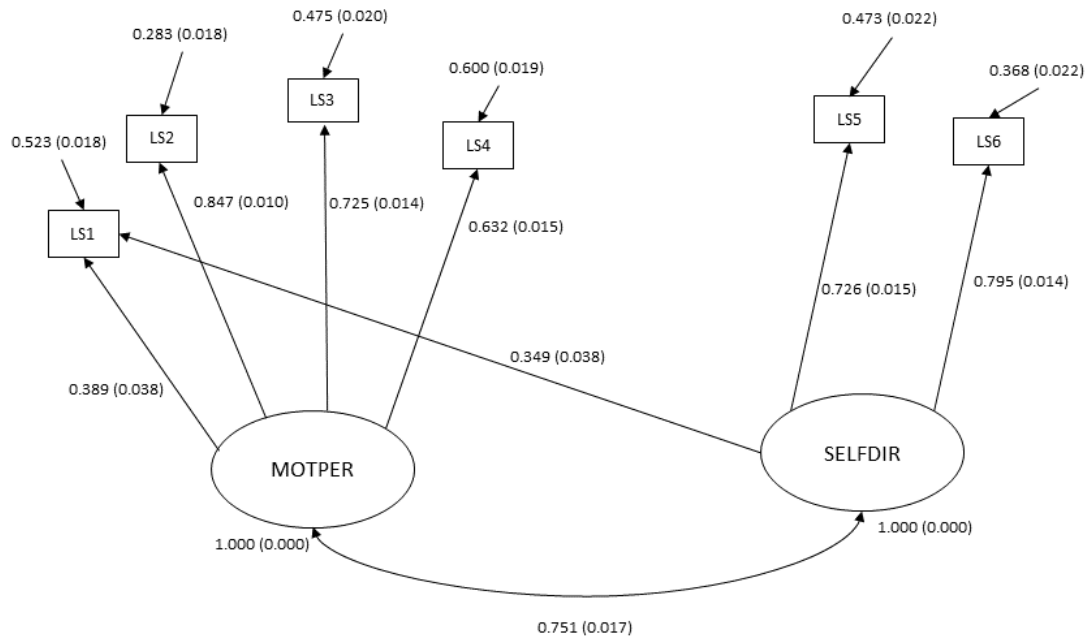 0.475 (0.020)
0.473 (0.022)
0.283 (0.018)
0.600 (0.019)
0.368 (0.022)
LS3
LS5
0.523 (0.018)
LS2
LS4
LS6
0.847 (0.010)
0.725 (0.014)
0.632 (0.015)
LS1
0.726 (0.015)
0.795 (0.014)
0.349 (0.038)
0.389 (0.038)
MOTPER
SELFDIR
1.000 (0.000)
1.000 (0.000)
0.751 (0.017)